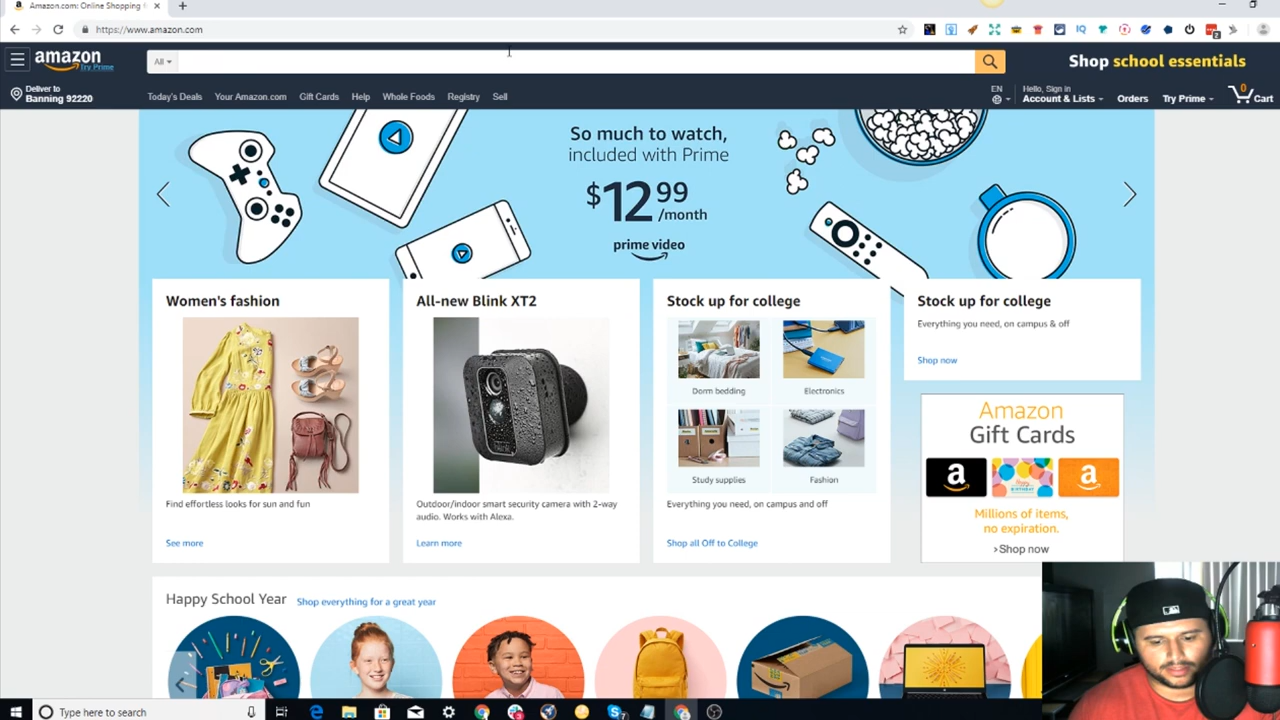 Amazon.com: Online Shopping
https://www.amazon.com
amazon
Try Prime
All
Shop school essentials
Deliver to
Banning 92220
Today's Deals
Your Amazon.com
Gift Cards
Help
Whole Foods
Registry
Sell
EN
Hello, Sign in
Account & Lists
Orders
Try Prime
0
Cart
So much to watch,
included with Prime
$12 99
/month
prime video
Women's fashion
Find effortless looks for sun and fun
See more
All-new Blink XT2
Outdoor/indoor smart security camera with 2-way
audio. Works with Alexa.
Learn more
Stock up for college
Dorm bedding
Electronics
Study supplies
Fashion
Everything you need, on campus and off
Shop all Off to College
Stock up for college
Everything you need, on campus & off
Shop now
Amazon
Gift Cards
Millions of items,
no expiration.
›Shop now
Happy School Year
Shop everything for a great year
Type here to search